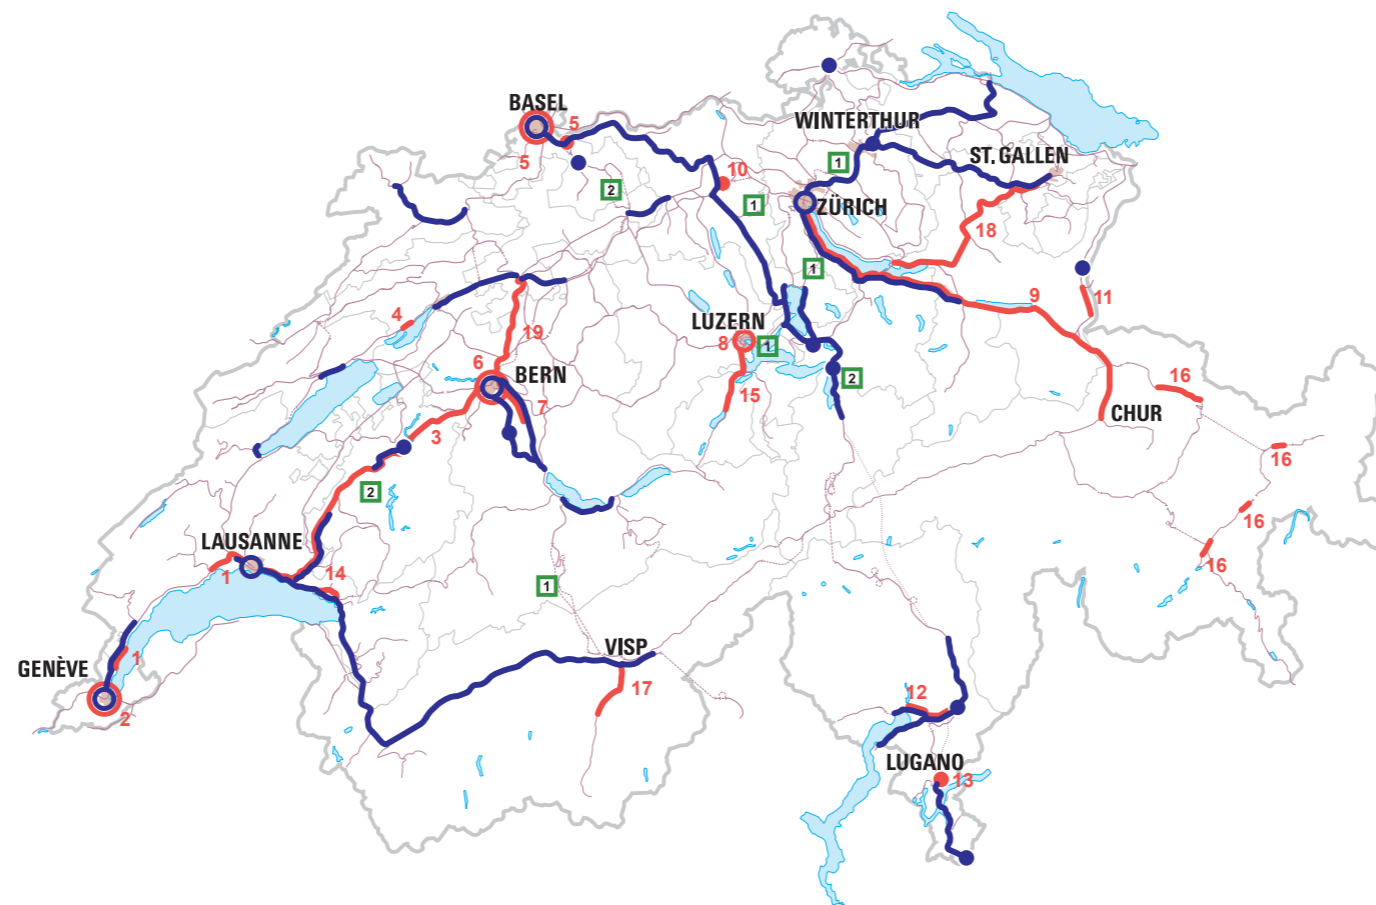 BASEL
5
5
WINTERTHUR
1
ST. GALLEN
10
2
1
ZÜRICH
18
1
9
11
4
LUZERN
19
8
1
6
BERN
2
16
7
15
CHUR
3
16
2
16
LAUSANNE
16
1
14
1
VISP
1
GENÈVE
17
12
2
LUGANO
13